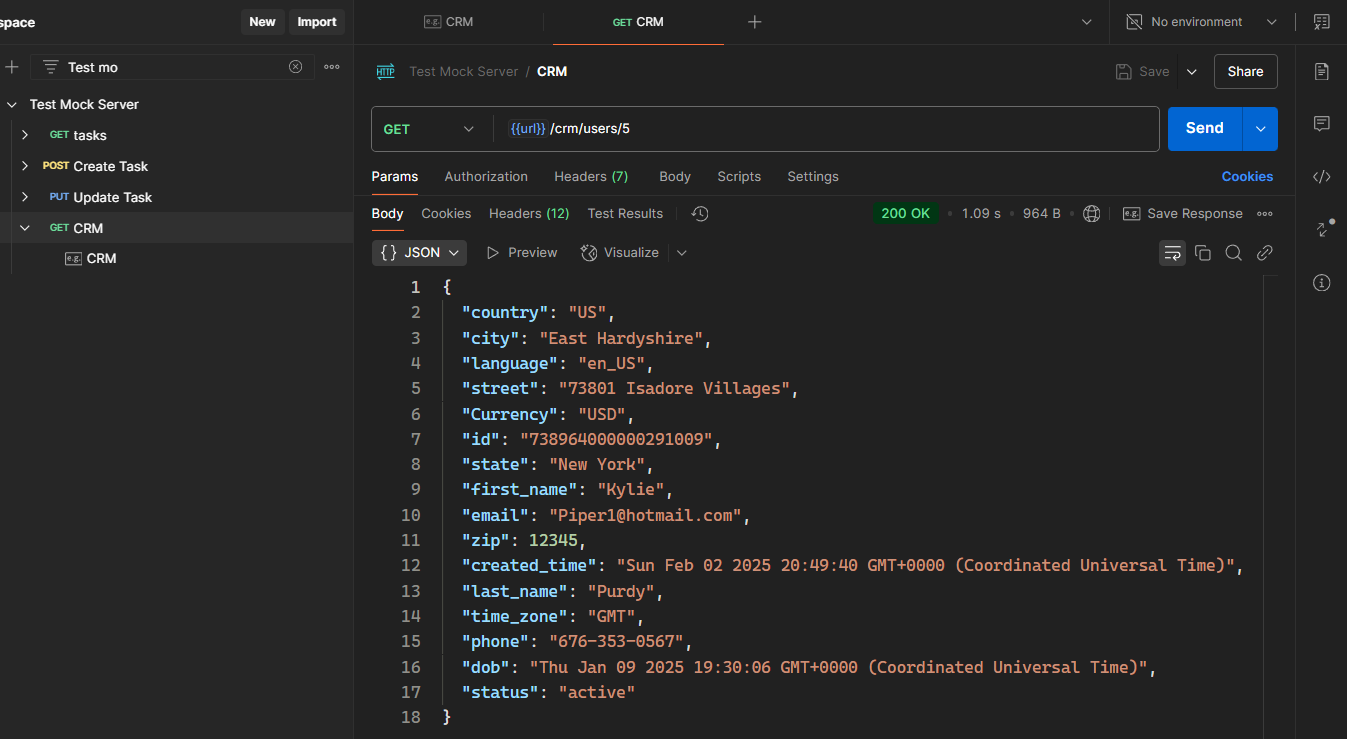 space
New
Import
e.g. CRM
GET CRM
No environment
Test mo
HTTP
Test Mock Server / CRM
Save
Share
Test Mock Server
GET tasks
POST Create Task
PUT Update Task
GET CRM
e.g. CRM
GET
{{url}} /crm/users/5
Send
Params
Authorization
Headers (7)
Body
Scripts
Settings
Cookies
Body
Cookies
Headers (12)
Test Results
200 OK
1.09 s
964 B
e.g. Save Response
{} JSON
Preview
Visualize
1 {
2 "country": "US",
3 "city": "East Hardyshire",
4 "language": "en_US",
5 "street": "73801 Isadore Villages",
6 "Currency": "USD",
7 "id": "738964000000291009",
8 "state": "New York",
9 "first_name": "Kylie",
10 "email": "Piper1@hotmail.com",
11 "zip": 12345,
12 "created_time": "Sun Feb 02 2025 20:49:40 GMT+0000 (Coordinated Universal Time)",
13 "last_name": "Purdy",
14 "time_zone": "GMT",
15 "phone": "676-353-0567",
16 "dob": "Thu Jan 09 2025 19:30:06 GMT+0000 (Coordinated Universal Time)",
17 "status": "active"
18 }